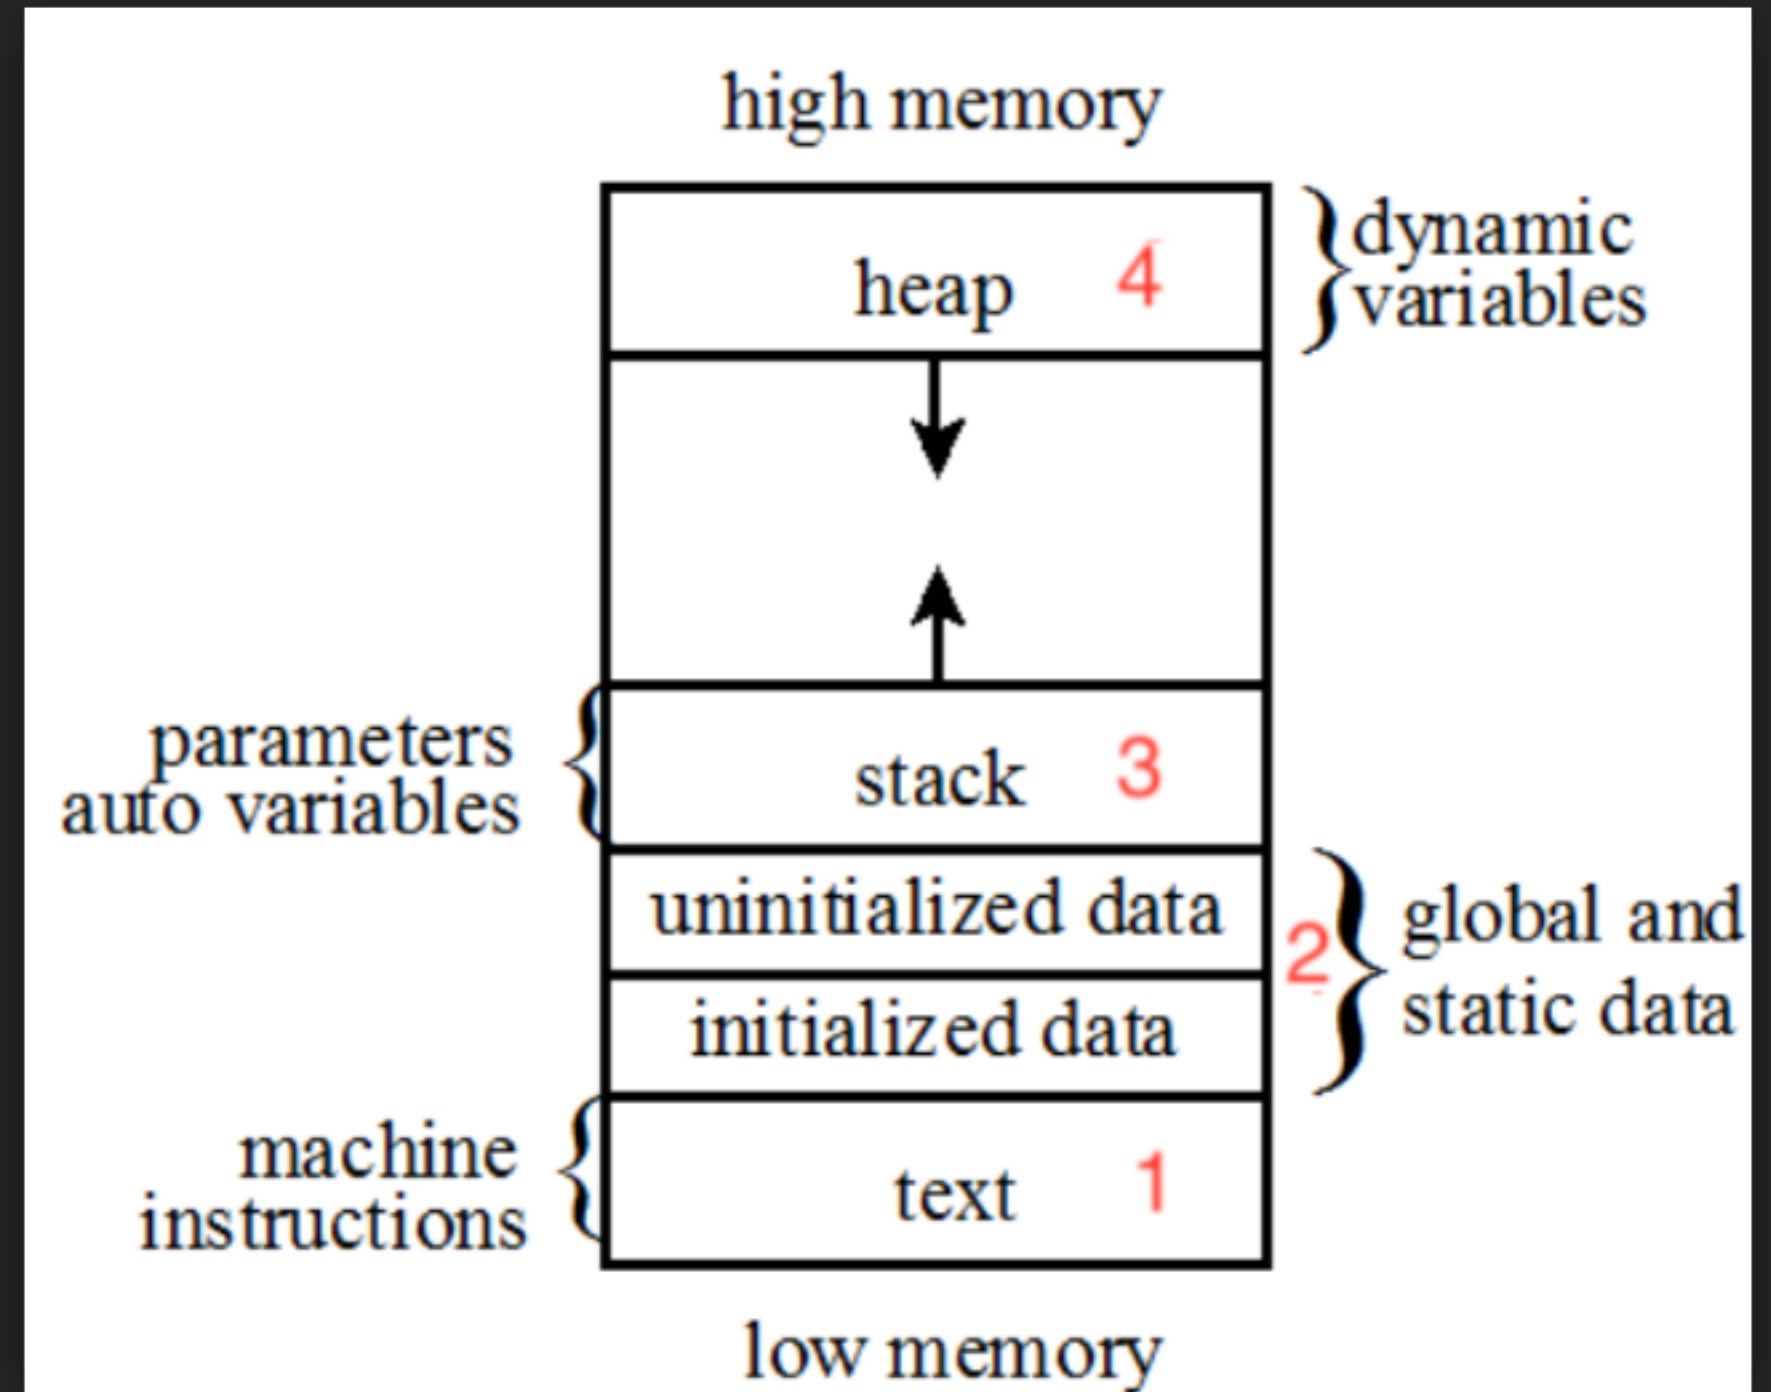 high memory
heap 4
dynamic
variables
parameters
auto variables
stack 3
uninitialized data
initialized data
2
global and
static data
machine
instructions
text 1
low memory